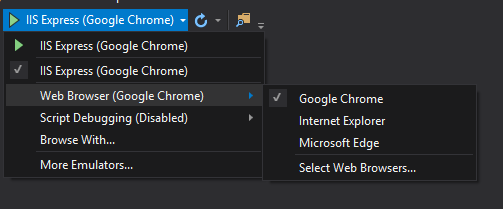 IIS Express (Google Chrome)
IIS Express (Google Chrome)
IIS Express (Google Chrome)
Web Browser (Google Chrome)
Script Debugging (Disabled)
Browse With...
More Emulators...
Google Chrome
Internet Explorer
Microsoft Edge
Select Web Browsers...